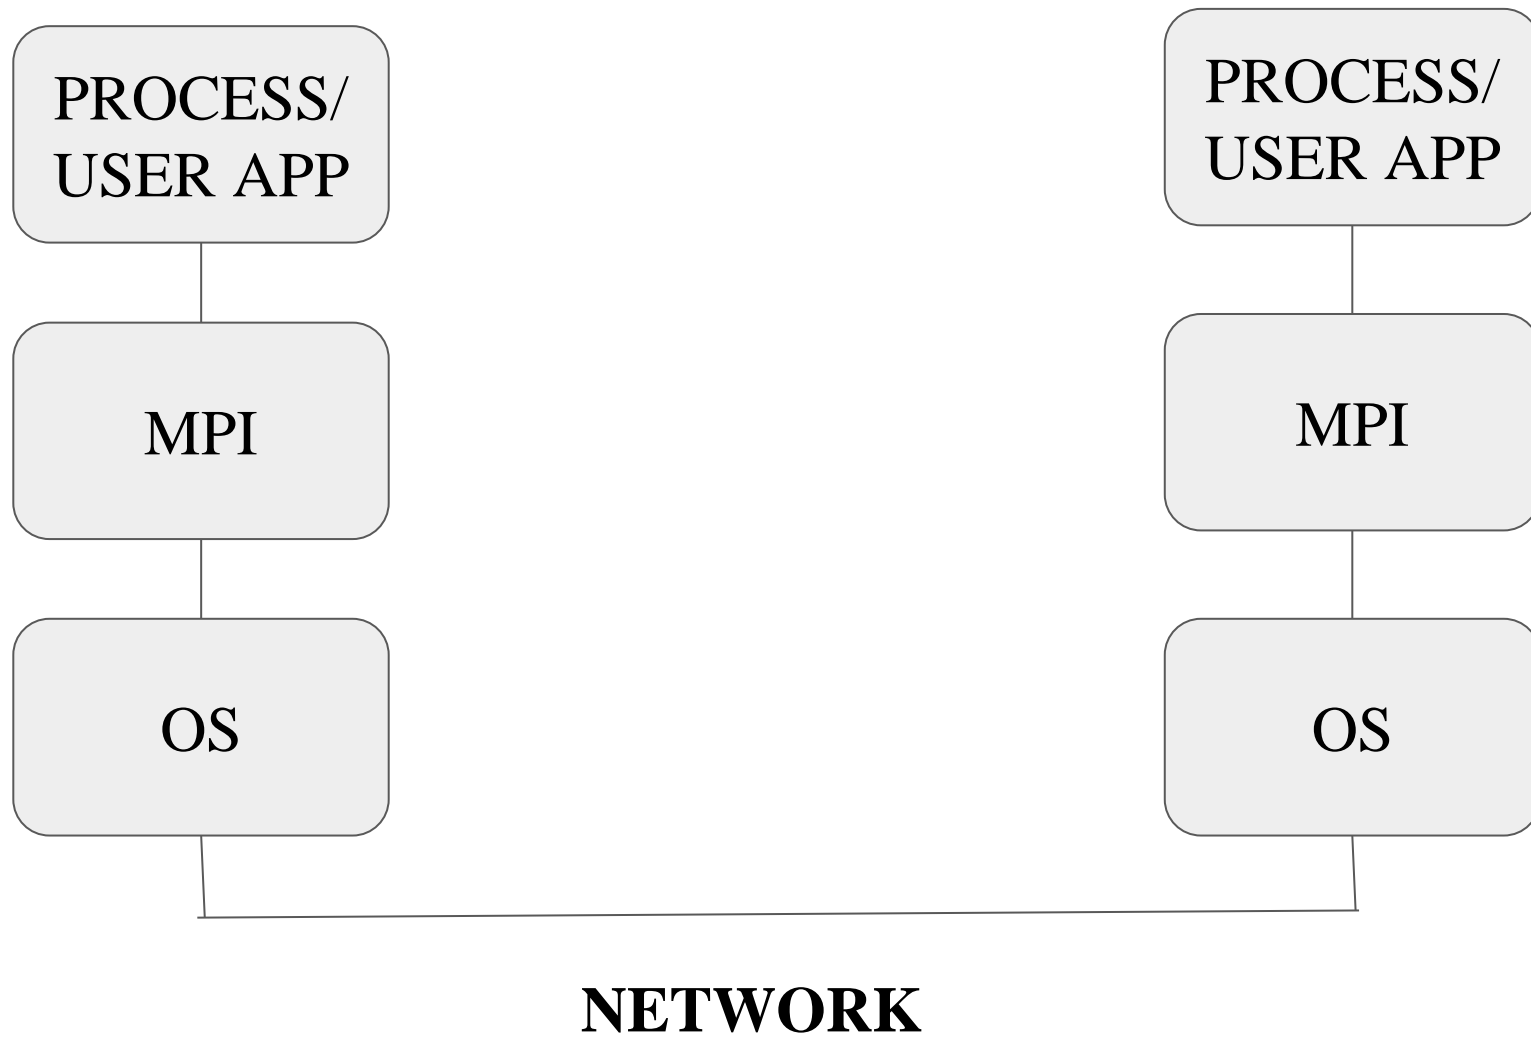 PROCESS/
USER APP
PROCESS/
USER APP
MPI
MPI
OS
OS
NETWORK